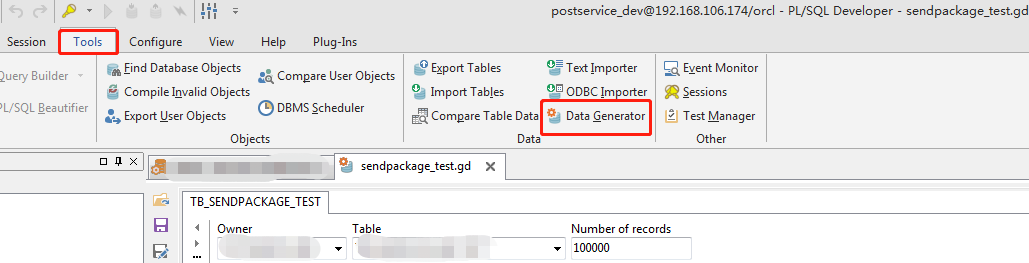 postservice_dev@192.168.106.174/orcl - PL/SQL Developer - sendpackage_test.gd
Session Tools Configure View Help Plug-Ins
Query Builder
PL/SQL Beautifier
Find Database Objects
Compile Invalid Objects
Export User Objects
Compare User Objects
DBMS Scheduler
Objects
Export Tables
Import Tables
Compare Table Data
Text Importer
ODBC Importer
Data Generator
Data
Event Monitor
Sessions
Test Manager
Other
sendpackage_test.gd
TB_SENDPACKAGE_TEST
Owner Table Number of records
100000